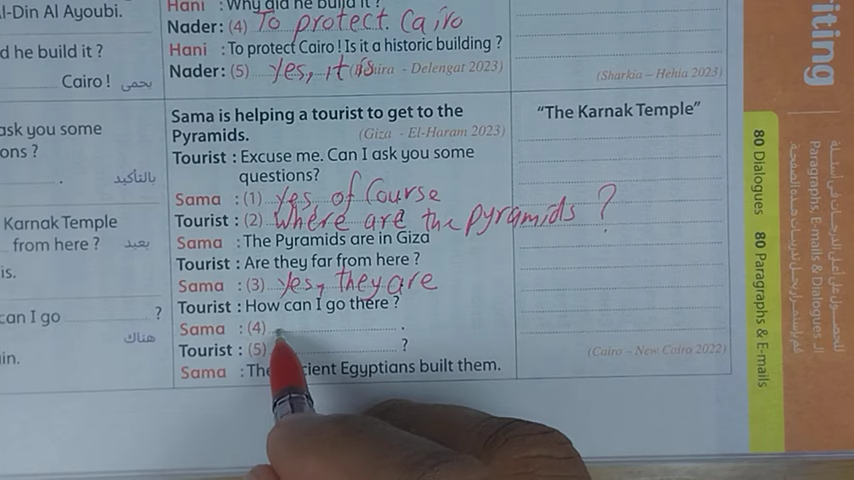 l-Din Al Ayoubi.
d he build it ?
Cairo ! يحمى
ask you some
ons ?
. بالتأكيد
Karnak Temple
from here ? بعيد
is.
can I go ?
هناك
in.
Hani : Why did he build it ?
Nader: (4) To protect Cairo
Hani : To protect Cairo ! Is it a historic building ?
Nader: (5) yes, it is - Delengat 2023)
Sama is helping a tourist to get to the
Pyramids. (Giza - El-Haram 2023)
Tourist : Excuse me. Can I ask you some
questions?
Sama : (1) yes, of Course
Tourist : (2) where are the pyramids ?
Sama : The Pyramids are in Giza
Tourist : Are they far from here ?
Sama : (3) yes, they are
Tourist : How can I go there ?
Sama : (4) .
Tourist : (5) ?
Sama : The cient Egyptians built them.
(Sharkia – Hehia 2023)
"The Karnak Temple"
(Cairo – New Cairo 2022)
iting
80 Dialogues 80 Paragraphs & E-mails
Paragraphs, E-mails & Dialogues